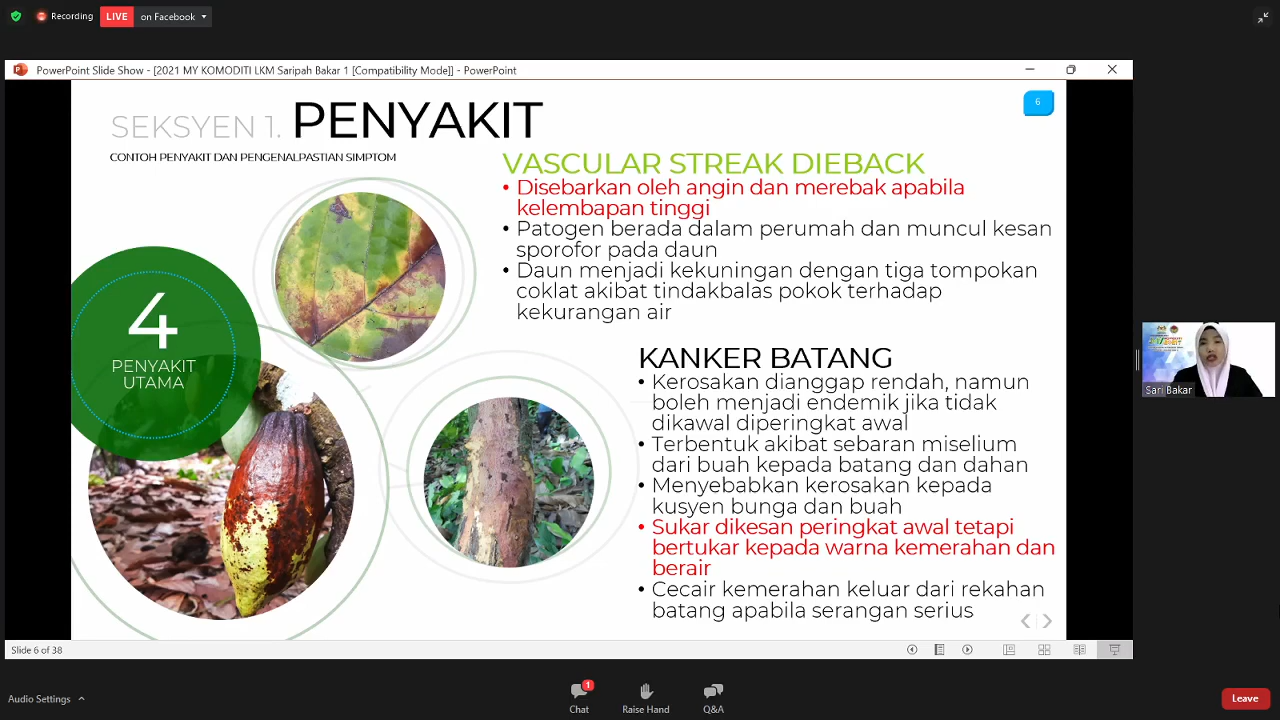 Recording
LIVE
on Facebook
PowerPoint Slide Show - [2021 MY KOMODITI LKM Saripah Bakar 1 [Compatibility Mode]] - PowerPoint
6
SEKSYEN 1. PENYAKIT
CONTOH PENYAKIT DAN PENGENALPASTIAN SIMPTOM
4
PENYAKIT
UTAMA
VASCULAR STREAK DIEBACK
• Disebarkan oleh angin dan merebak apabila
kelembapan tinggi
• Patogen berada dalam perumah dan muncul kesan
sporofor pada daun
• Daun menjadi kekuningan dengan tiga tompokan
coklat akibat tindakbalas pokok terhadap
kekurangan air
KANKER BATANG
• Kerosakan dianggap rendah, namun
boleh menjadi endemik jika tidak
dikawal diperingkat awal
• Terbentuk akibat sebaran miselium
dari buah kepada batang dan dahan
• Menyebabkan kerosakan kepada
kusyen bunga dan buah
• Sukar dikesan peringkat awal tetapi
bertukar kepada warna kemerahan dan
berair
• Cecair kemerahan keluar dari rekahan
batang apabila serangan serius
Sari Bakar
Slide 6 of 38
Audio Settings
1
Chat
Raise Hand
Q&A
Leave